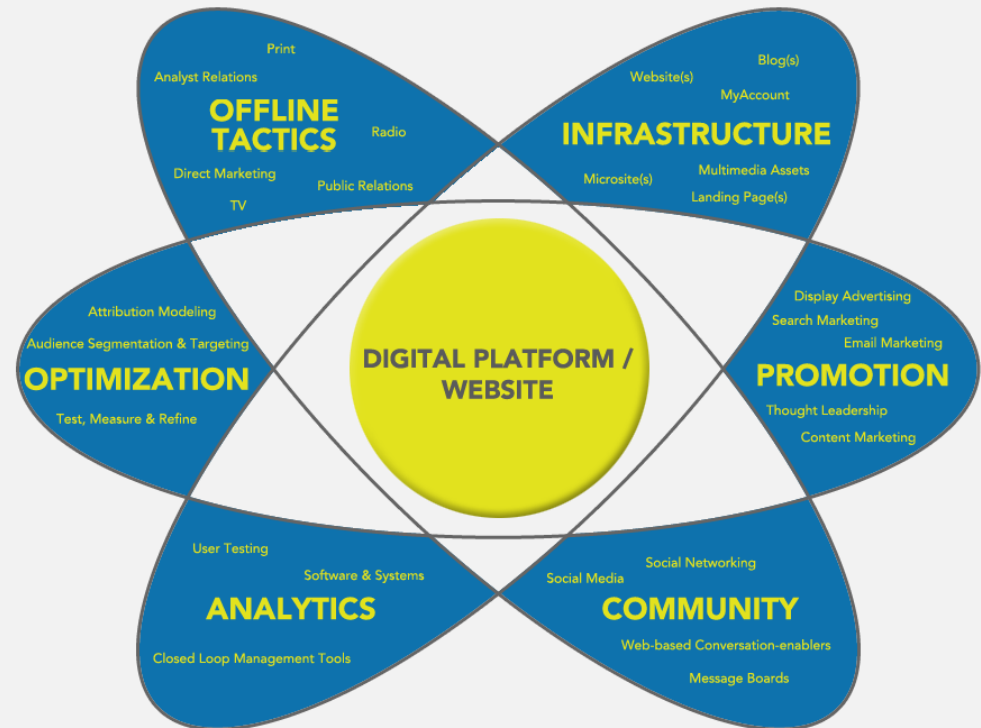 Print
Analyst Relations
OFFLINE
TACTICS
Radio
Direct Marketing
Public Relations
TV
Blog(s)
Website(s)
MyAccount
INFRASTRUCTURE
Multimedia Assets
Microsite(s)
Landing Page(s)
Attribution Modeling
Audience Segmentation & Targeting
OPTIMIZATION
Test, Measure & Refine
DIGITAL PLATFORM /
WEBSITE
Display Advertising
Search Marketing
Email Marketing
PROMOTION
Thought Leadership
Content Marketing
User Testing
Software & Systems
ANALYTICS
Closed Loop Management Tools
Social Networking
Social Media
COMMUNITY
Web-based Conversation-enablers
Message Boards